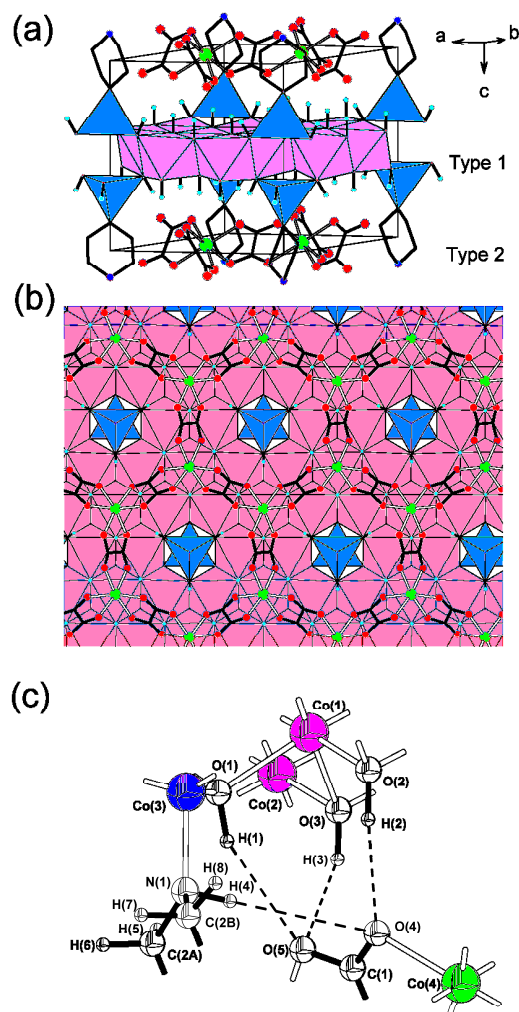 (a)
a
b
c
Type 1
Type 2
(b)
(c)
Co(1)
O(1)
O(2)
Co(3)
Co(2)
O(3)
H(2)
H(1)
H(3)
H(8)
N(1)
H(4)
H(7)
O(4)
H(5)
C(2B)
O(5)
H(6)
C(2A)
C(1)
Co(4)